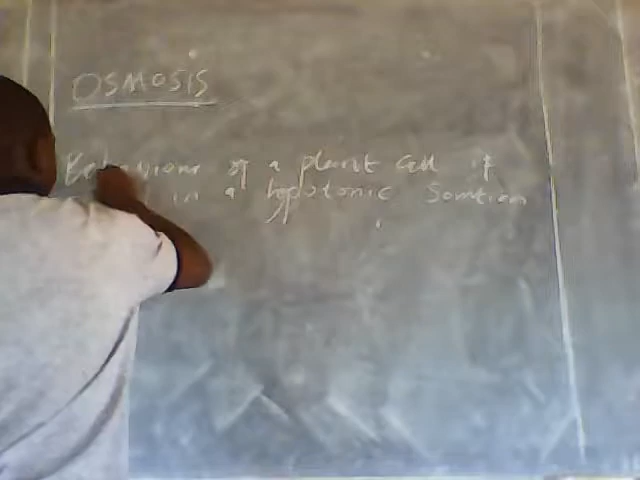 OSMOSIS
Behaviour of a plant cell if
in a hypotonic Somtion